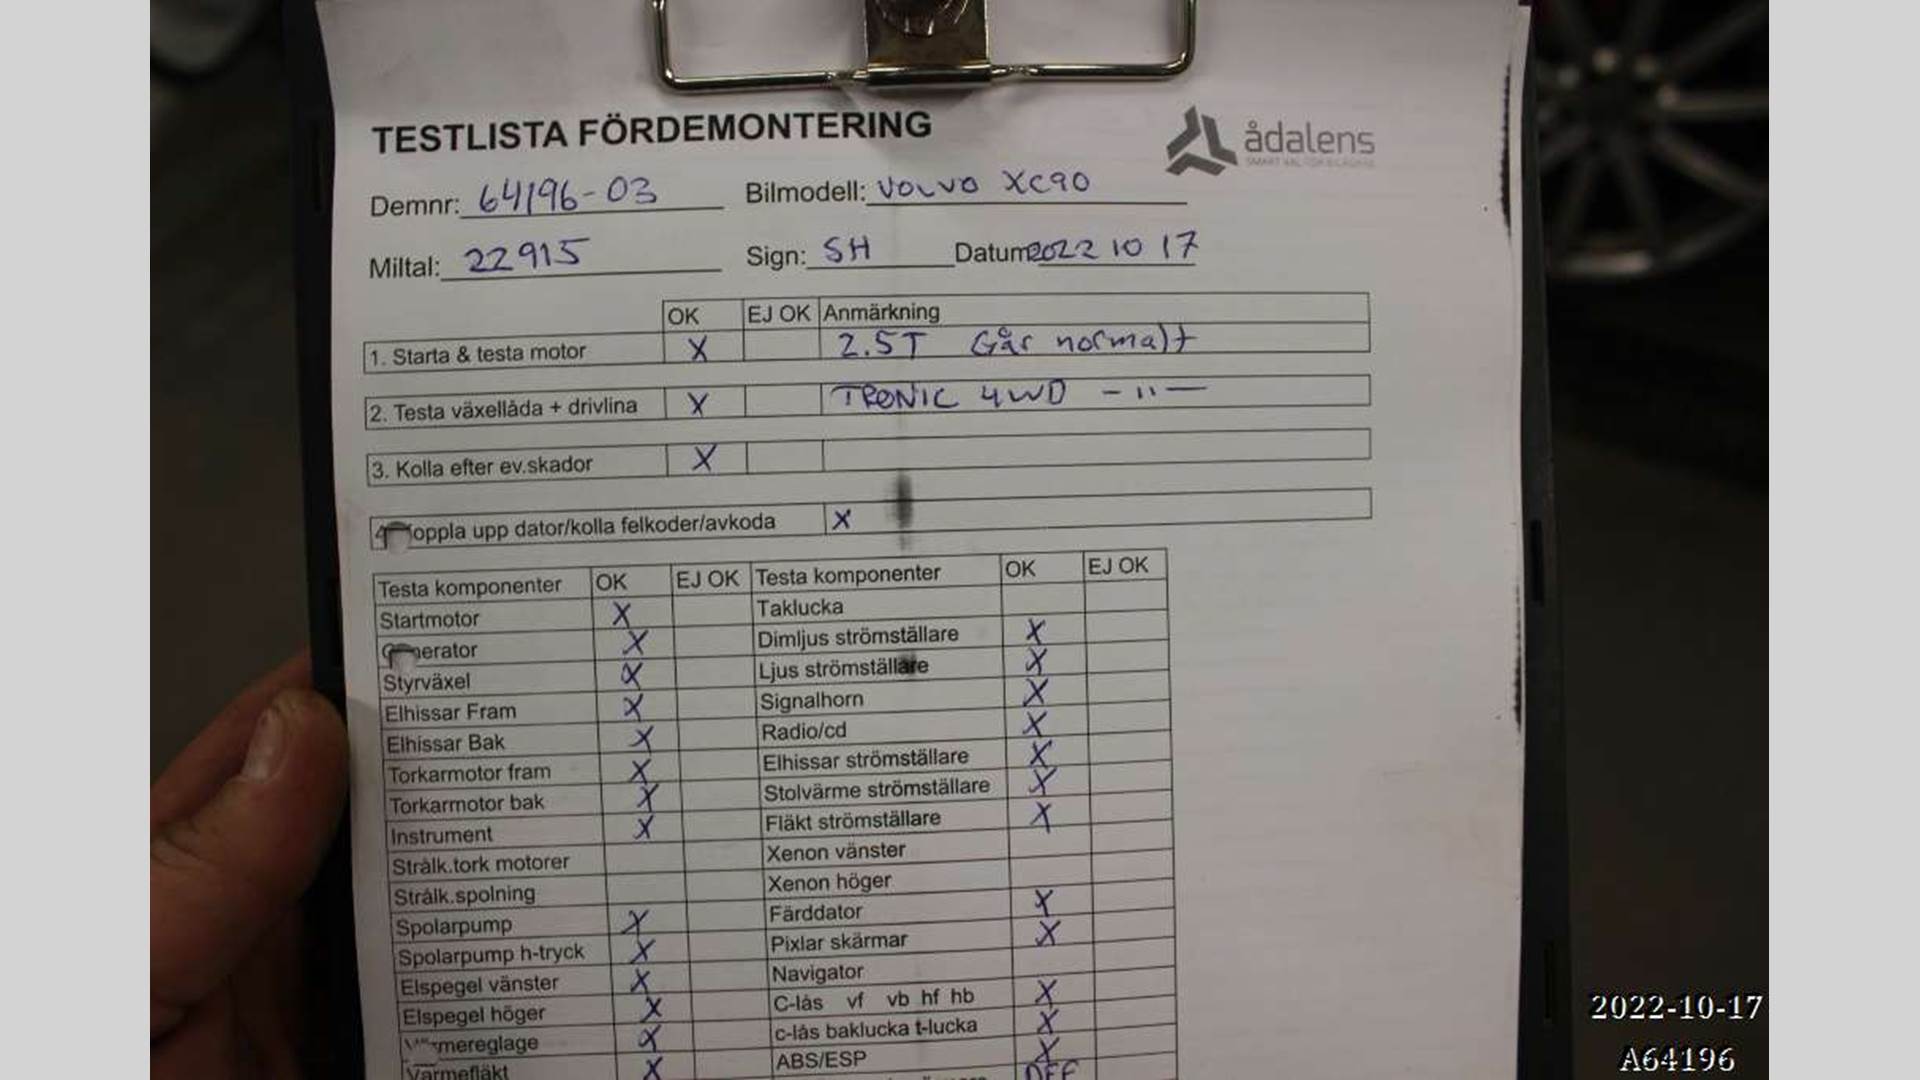 TESTLISTA FÖRDEMONTERING
ådalens
Demnr: 64196-03 Bilmodell: VOLVO XC90
Miltal: 22915 Sign: SH Datum 2022 10 17
OK EJ OK Anmärkning
1. Starta & testa motor X 2.5T Går normalt
2. Testa växellåda + drivlina X TRONIC 4WD -"-
3. Kolla efter ev.skador X
4. oppla upp dator/kolla felkoder/avkoda X
Testa komponenter OK EJ OK Testa komponenter OK EJ OK
Startmotor X Taklucka
G nerator X Dimljus strömställare X
Styrväxel X Ljus strömställare X
Elhissar Fram X Signalhorn X
Elhissar Bak X Radio/cd X
Torkarmotor fram X Elhissar strömställare X
Torkarmotor bak X Stolvärme strömställare X
Instrument X Fläkt strömställare X
Strålk.tork motorer Xenon vänster
Strålk.spolning Xenon höger
Spolarpump X Färddator X
Spolarpump h-tryck X Pixlar skärmar X
Elspegel vänster X Navigator
Elspegel höger X C-lås vf vb hf hb X
V mereglage X c-lås baklucka t-lucka X
Värmefläkt X ABS/ESP X
2022-10-17
A64196